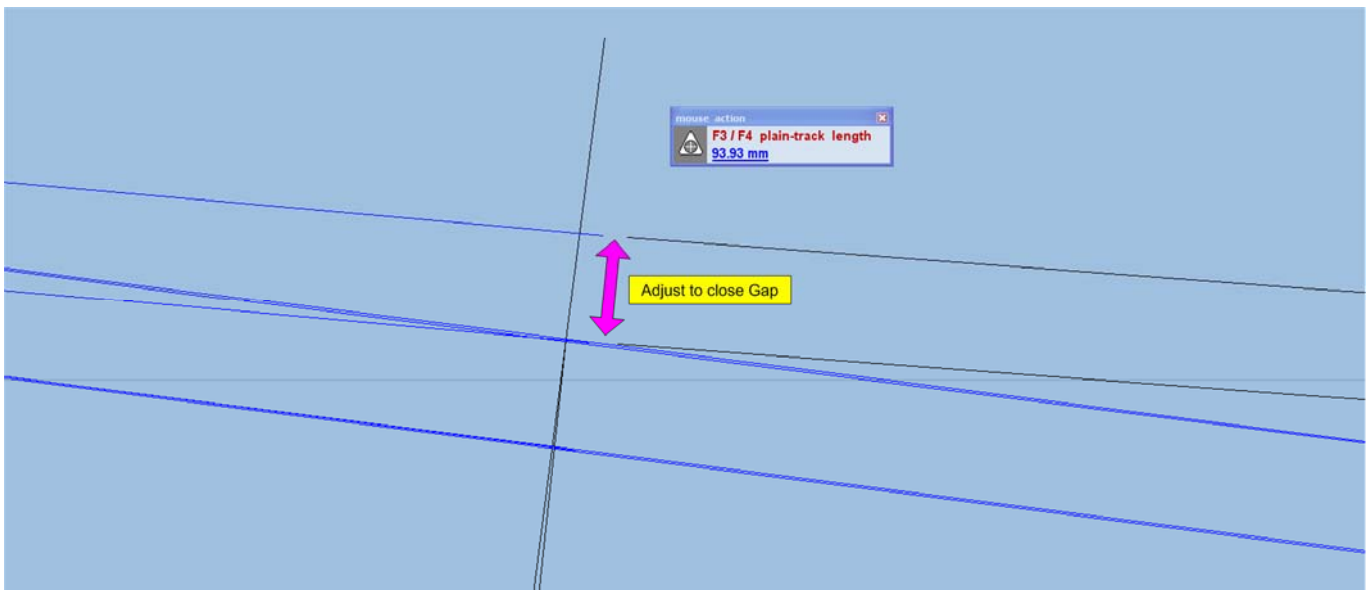 mouse action
F3 / F4 plain-track length
93.93 mm
Adjust to close Gap